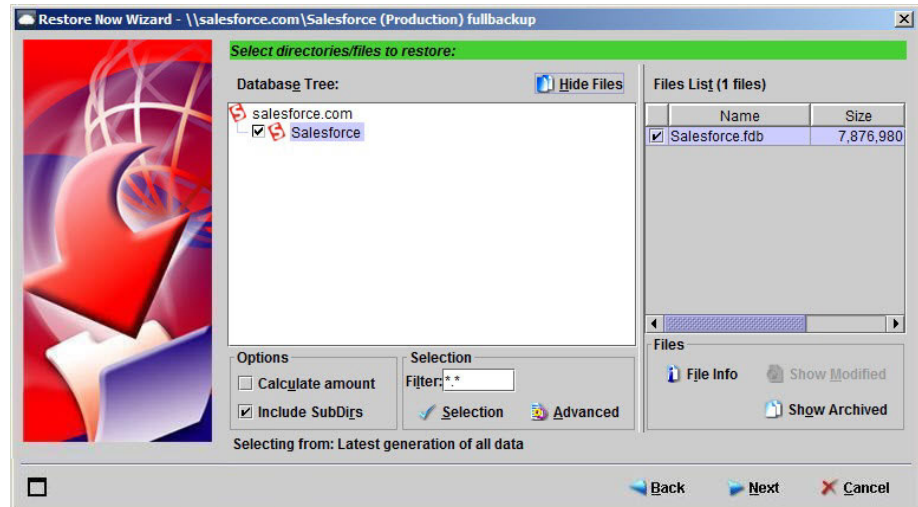 Restore Now Wizard - \\salesforce.com\Salesforce (Production) fullbackup
Select directories/files to restore:
Database Tree:
Hide Files
salesforce.com
Salesforce
Files List (1 files)
Name Size
Salesforce.fdb 7,876,980
Options
Calculate amount
Include SubDirs
Selection
Filter: *.*
Selection
Advanced
Files
File Info
Show Modified
Show Archived
Selecting from: Latest generation of all data
Back
Next
Cancel